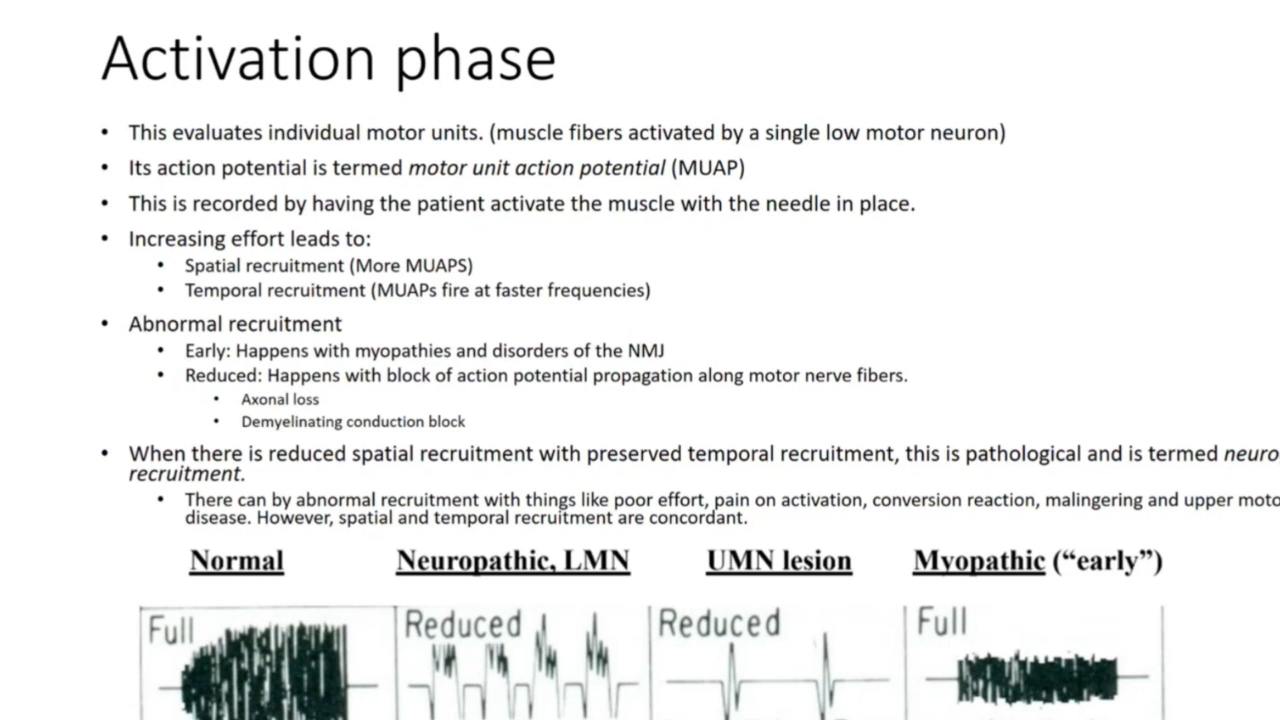 Activation phase
• This evaluates individual motor units. (muscle fibers activated by a single low motor neuron)
• Its action potential is termed motor unit action potential (MUAP)
• This is recorded by having the patient activate the muscle with the needle in place.
• Increasing effort leads to:
• Spatial recruitment (More MUAPS)
• Temporal recruitment (MUAPs fire at faster frequencies)
• Abnormal recruitment
• Early: Happens with myopathies and disorders of the NMJ
• Reduced: Happens with block of action potential propagation along motor nerve fibers.
• Axonal loss
• Demyelinating conduction block
• When there is reduced spatial recruitment with preserved temporal recruitment, this is pathological and is termed neuro
recruitment.
• There can by abnormal recruitment with things like poor effort, pain on activation, conversion reaction, malingering and upper moto
disease. However, spatial and temporal recruitment are concordant.
Normal Neuropathic, LMN UMN lesion Myopathic (“early”)
Full Reduced Reduced Full